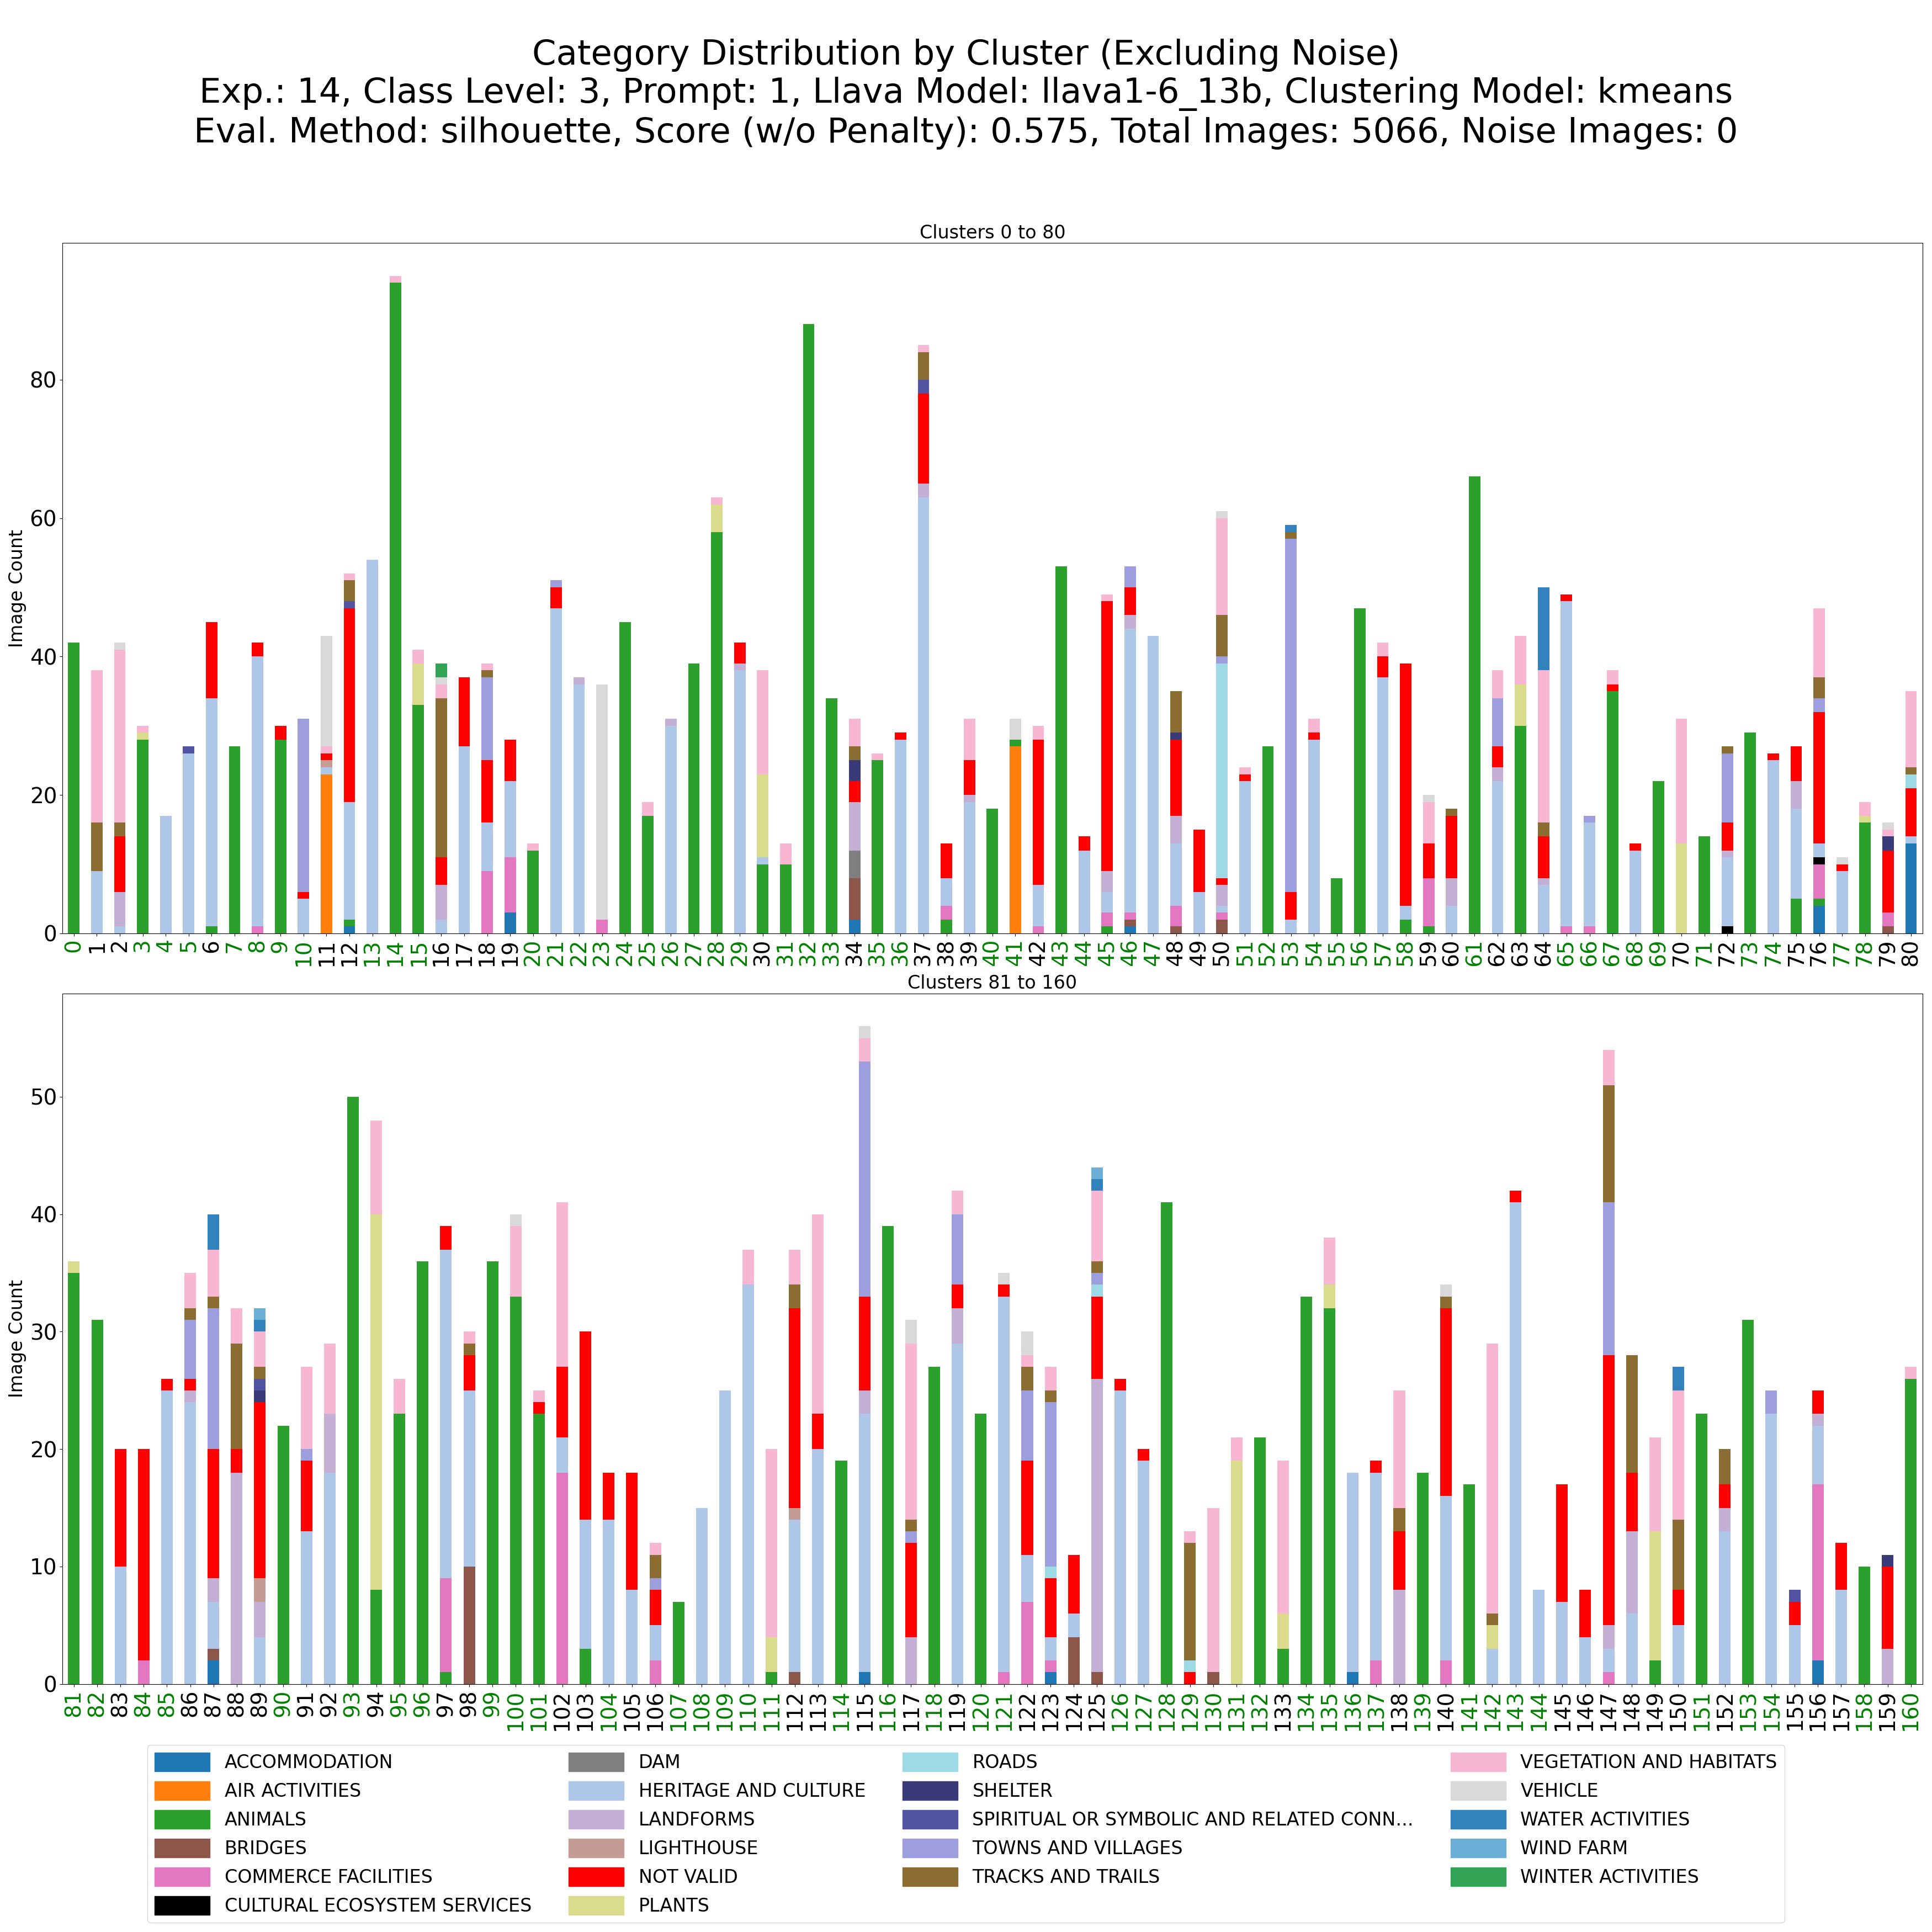 Category Distribution by Cluster (Excluding Noise)
Exp.: 14, Class Level: 3, Prompt: 1, Llava Model: llava1-6_13b, Clustering Model: kmeans
Eval. Method: silhouette, Score (w/o Penalty): 0.575, Total Images: 5066, Noise Images: 0
Clusters 0 to 80
Image Count
80
60
40
20
0
0 1 2 3 4 5 6 7 8 9 10 11 12 13 14 15 16 17 18 19 20 21 22 23 24 25 26 27 28 29 30 31 32 33 34 35 36 37 38 39 40 41 42 43 44 45 46 47 48 49 50 51 52 53 54 55 56 57 58 59 60 61 62 63 64 65 66 67 68 69 70 71 72 73 74 75 76 77 78 79 80
Clusters 81 to 160
Image Count
50
40
30
20
10
0
81 82 83 84 85 86 87 88 89 90 91 92 93 94 95 96 97 98 99 100 101 102 103 104 105 106 107 108 109 110 111 112 113 114 115 116 117 118 119 120 121 122 123 124 125 126 127 128 129 130 131 132 133 134 135 136 137 138 139 140 141 142 143 144 145 146 147 148 149 150 151 152 153 154 155 156 157 158 159 160
ACCOMMODATION
AIR ACTIVITIES
ANIMALS
BRIDGES
COMMERCE FACILITIES
CULTURAL ECOSYSTEM SERVICES
DAM
HERITAGE AND CULTURE
LANDFORMS
LIGHTHOUSE
NOT VALID
PLANTS
ROADS
SHELTER
SPIRITUAL OR SYMBOLIC AND RELATED CONN...
TOWNS AND VILLAGES
TRACKS AND TRAILS
VEGETATION AND HABITATS
VEHICLE
WATER ACTIVITIES
WIND FARM
WINTER ACTIVITIES